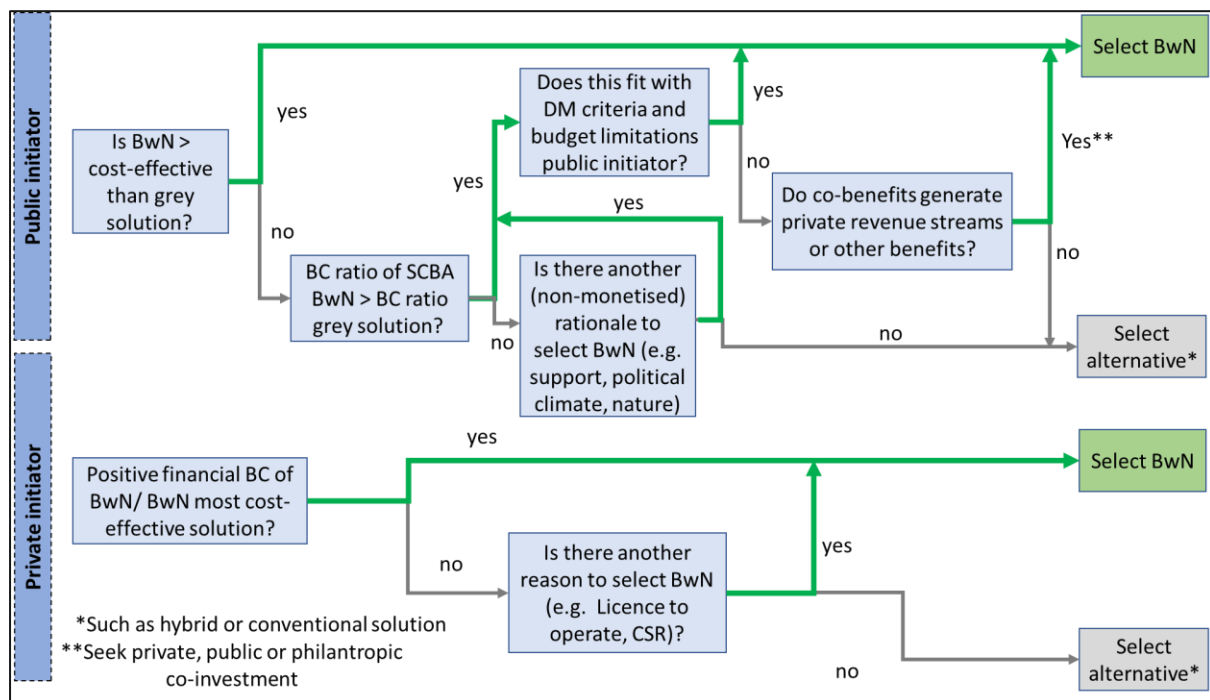 Public initiator
Is BwN >
cost-effective
than grey
solution?
yes
no
BC ratio of SCBA
BwN > BC ratio
grey solution?
yes
no
Does this fit with
DM criteria and
budget limitations
public initiator?
yes
no
yes
Is there another
(non-monetised)
rationale to
select BwN (e.g.
support, political
climate, nature)
no
Do co-benefits generate
private revenue streams
or other benefits?
Yes**
no
Select BwN
Select
alternative*
Private initiator
Positive financial BC of
BwN/ BwN most cost-
effective solution?
yes
no
Is there another
reason to select BwN
(e.g. Licence to
operate, CSR)?
yes
no
Select BwN
Select
alternative*
*Such as hybrid or conventional solution
**Seek private, public or philantropic
co-investment